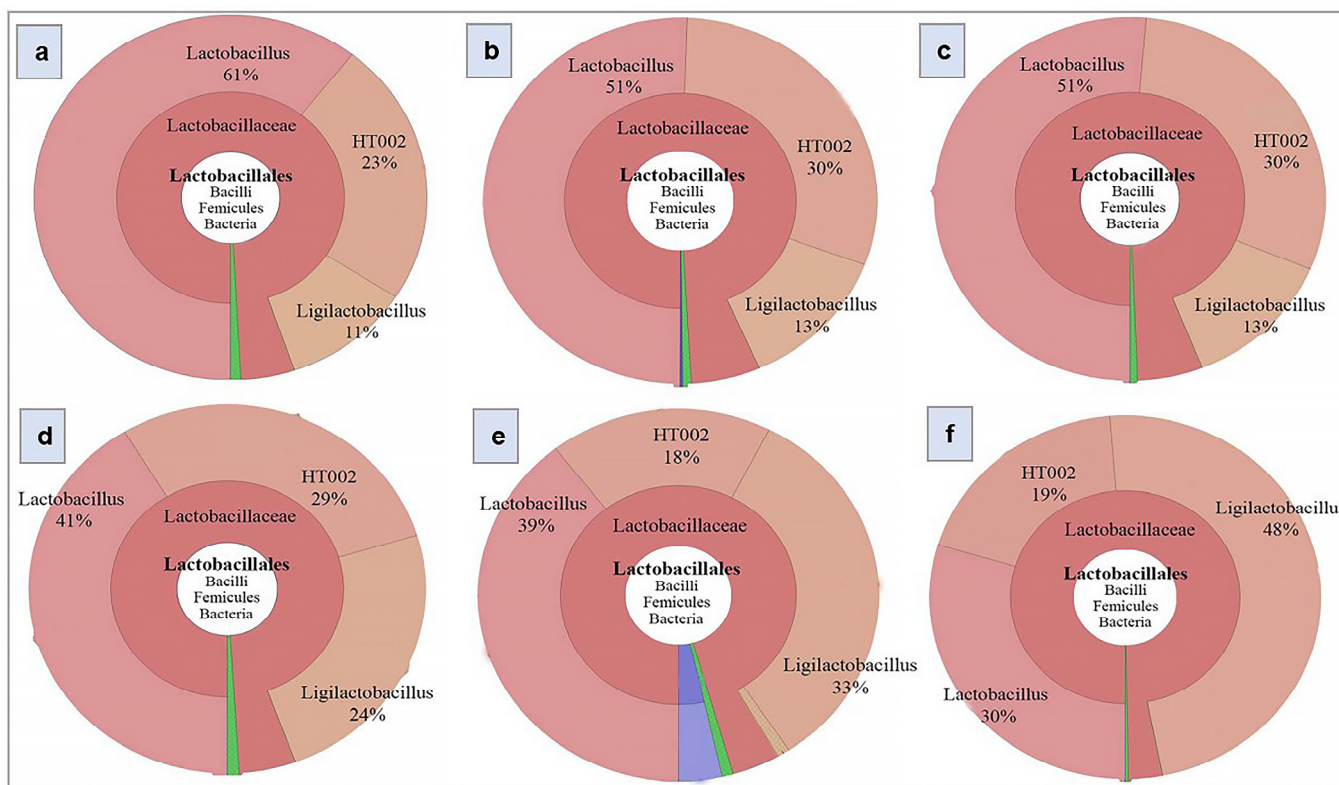 a
Lactobacillus
61%
HT002
23%
Lactobacillaceae
Lactobacillales
Bacilli
Femicules
Bacteria
Ligilactobacillus
11%
b
Lactobacillus
51%
HT002
30%
Lactobacillaceae
Lactobacillales
Bacilli
Femicules
Bacteria
Ligilactobacillus
13%
c
Lactobacillus
51%
HT002
30%
Lactobacillaceae
Lactobacillales
Bacilli
Femicules
Bacteria
Ligilactobacillus
13%
d
Lactobacillus
41%
HT002
29%
Lactobacillaceae
Lactobacillales
Bacilli
Femicules
Bacteria
Ligilactobacillus
24%
e
HT002
18%
Lactobacillus
39%
Lactobacillaceae
Lactobacillales
Bacilli
Femicules
Bacteria
Ligilactobacillus
33%
f
HT002
19%
Ligilactobacillus
48%
Lactobacillaceae
Lactobacillales
Bacilli
Femicules
Bacteria
Lactobacillus
30%